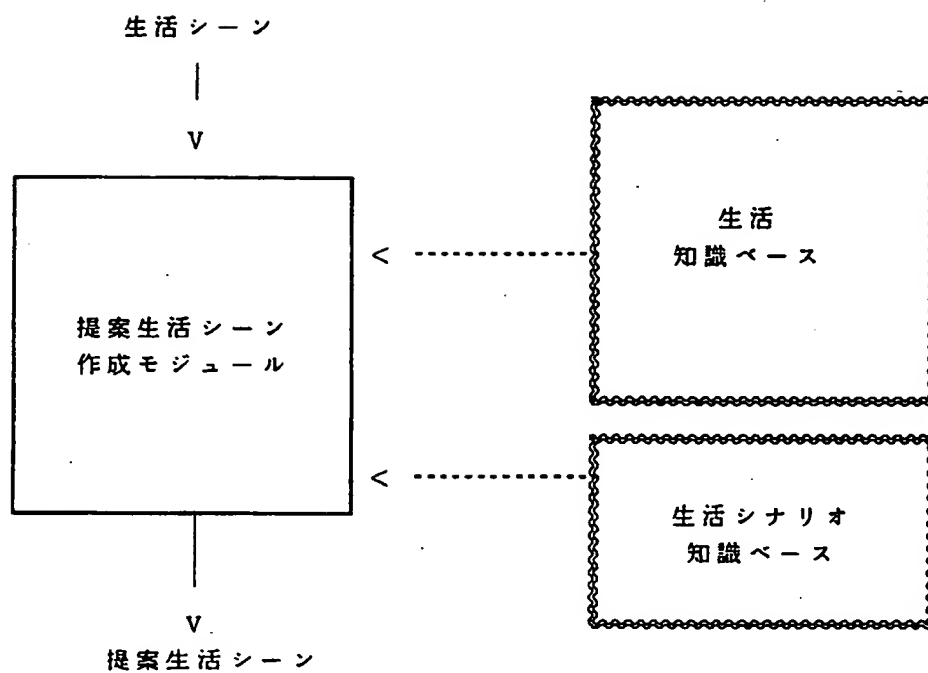 生活シーン
V
生活
知識ベース
<
提案生活シーン
作成モジュール
<
生活シナリオ
知識ベース
V
提案生活シーン